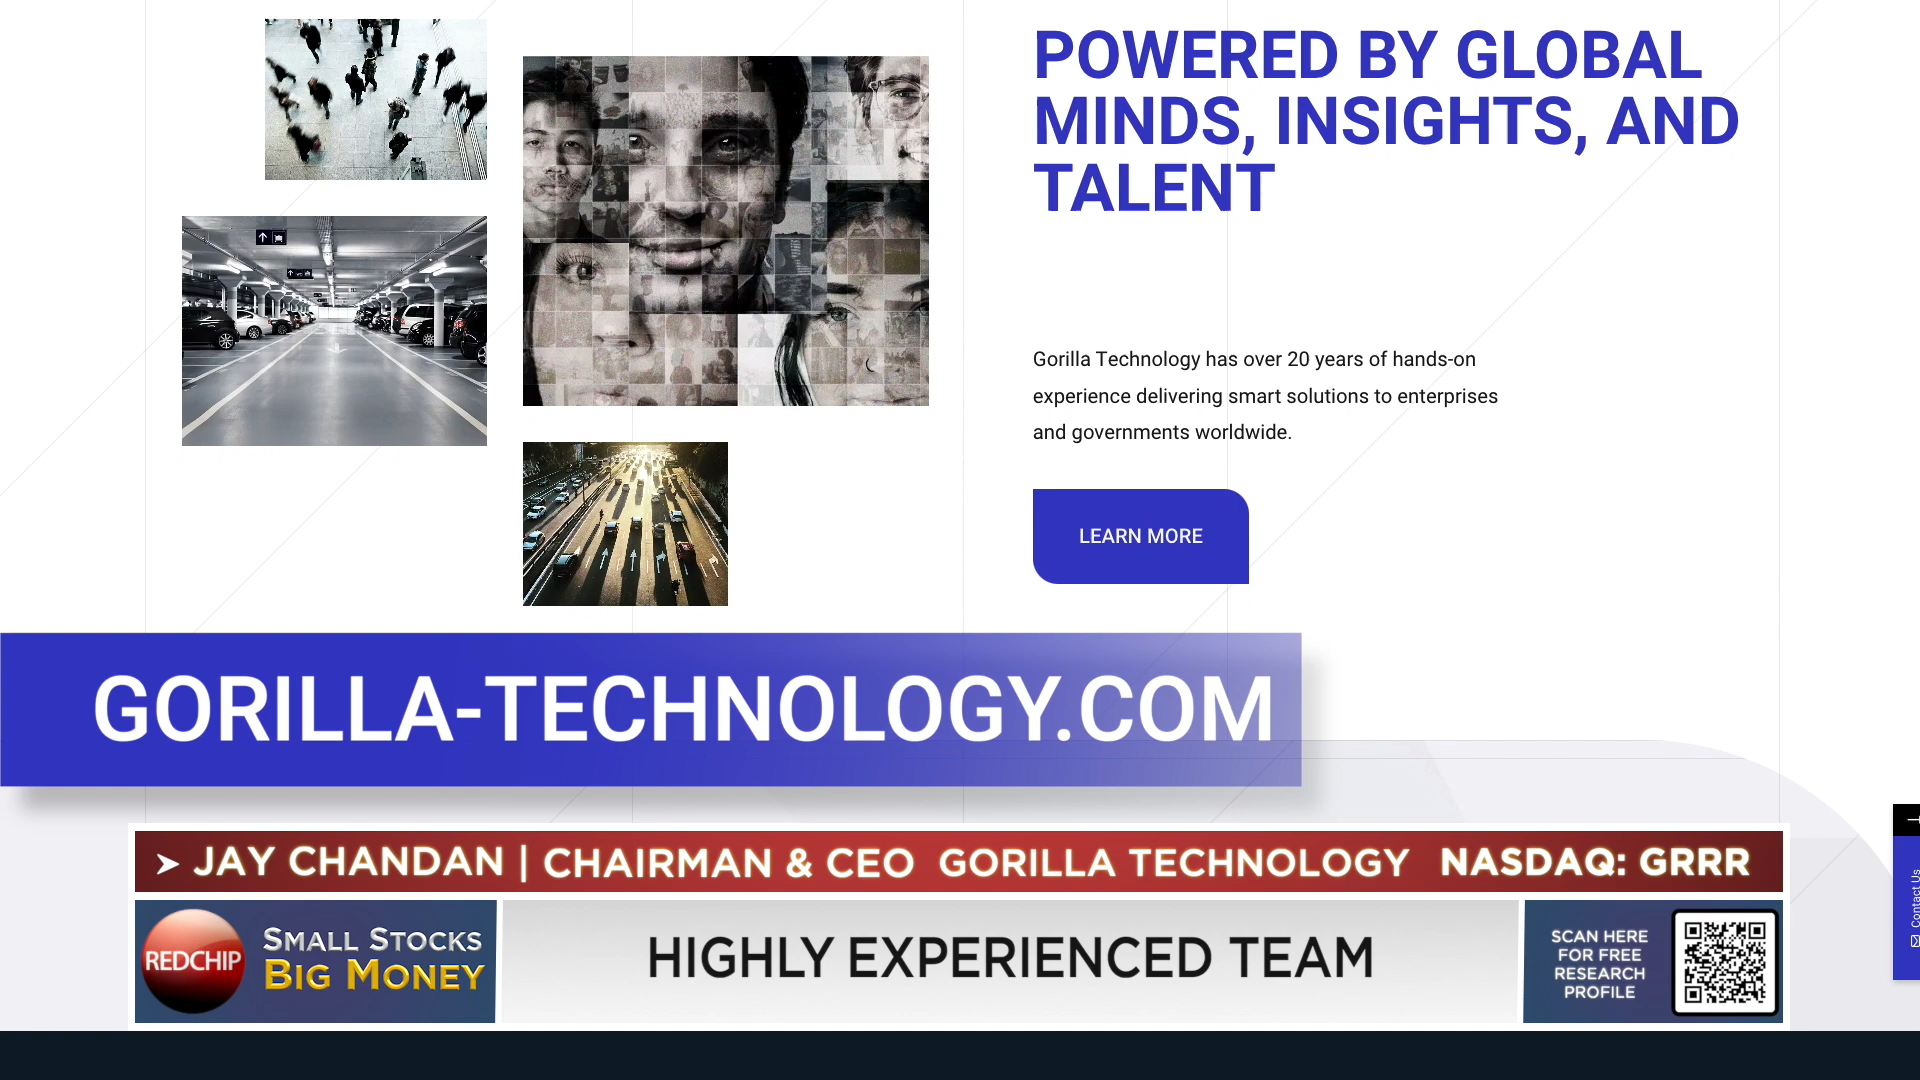 POWERED BY GLOBAL
MINDS, INSIGHTS, AND
TALENT
Gorilla Technology has over 20 years of hands-on
experience delivering smart solutions to enterprises
and governments worldwide.
LEARN MORE
GORILLA-TECHNOLOGY.COM
Contact Us
➤ JAY CHANDAN | CHAIRMAN & CEO GORILLA TECHNOLOGY NASDAQ: GRRR
REDCHIP
SMALL STOCKS
BIG MONEY
HIGHLY EXPERIENCED TEAM
SCAN HERE
FOR FREE
RESEARCH
PROFILE